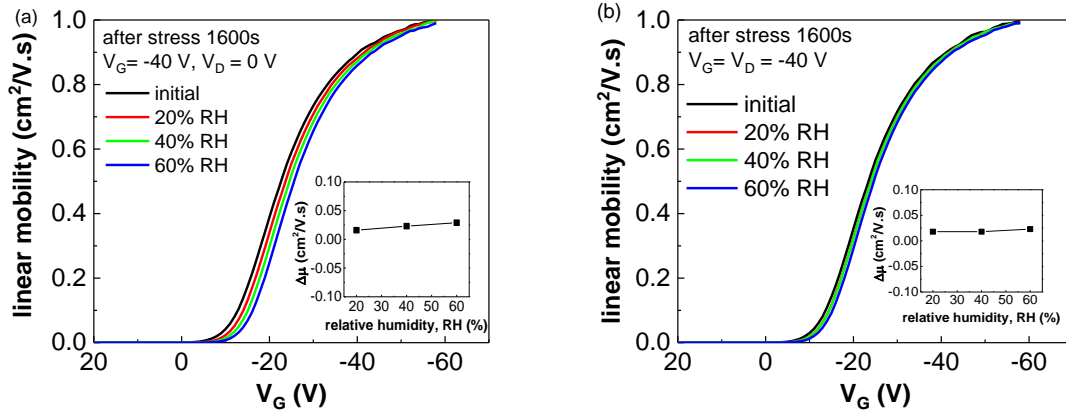 (a)
after stress 1600s
V_G= -40 V, V_D = 0 V
initial
20% RH
40% RH
60% RH
linear mobility (cm²/V.s)
1.0
0.8
0.6
0.4
0.2
0.0
20 0 -20 -40 -60
V_G (V)
Δμ (cm²/V.s)
0.10
0.05
0.00
-0.05
-0.10
20 30 40 50 60
relative humidity, RH (%)
(b)
after stress 1600s
V_G= V_D = -40 V
initial
20% RH
40% RH
60% RH
linear mobility (cm²/V.s)
1.0
0.8
0.6
0.4
0.2
0.0
20 0 -20 -40 -60
V_G (V)
Δμ (cm²/V.s)
0.10
0.05
0.00
-0.05
-0.10
20 30 40 50 60
relative humidity, RH (%)